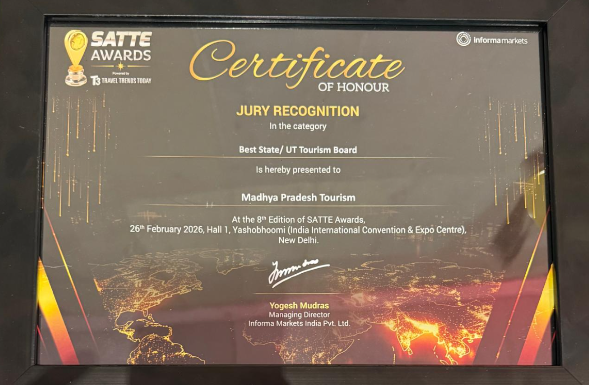 SATTE
AWARDS
Powered by
T3 TRAVEL TRENDS TODAY
informa markets
Certificate
OF HONOUR
JURY RECOGNITION
In the category
Best State/ UT Tourism Board
Is hereby presented to
Madhya Pradesh Tourism
At the 8th Edition of SATTE Awards,
26th February 2026, Hall 1, Yashobhoomi (India International Convention & Expo Centre),
New Delhi.
Yogesh Mudras
Managing Director
Informa Markets India Pvt. Ltd.